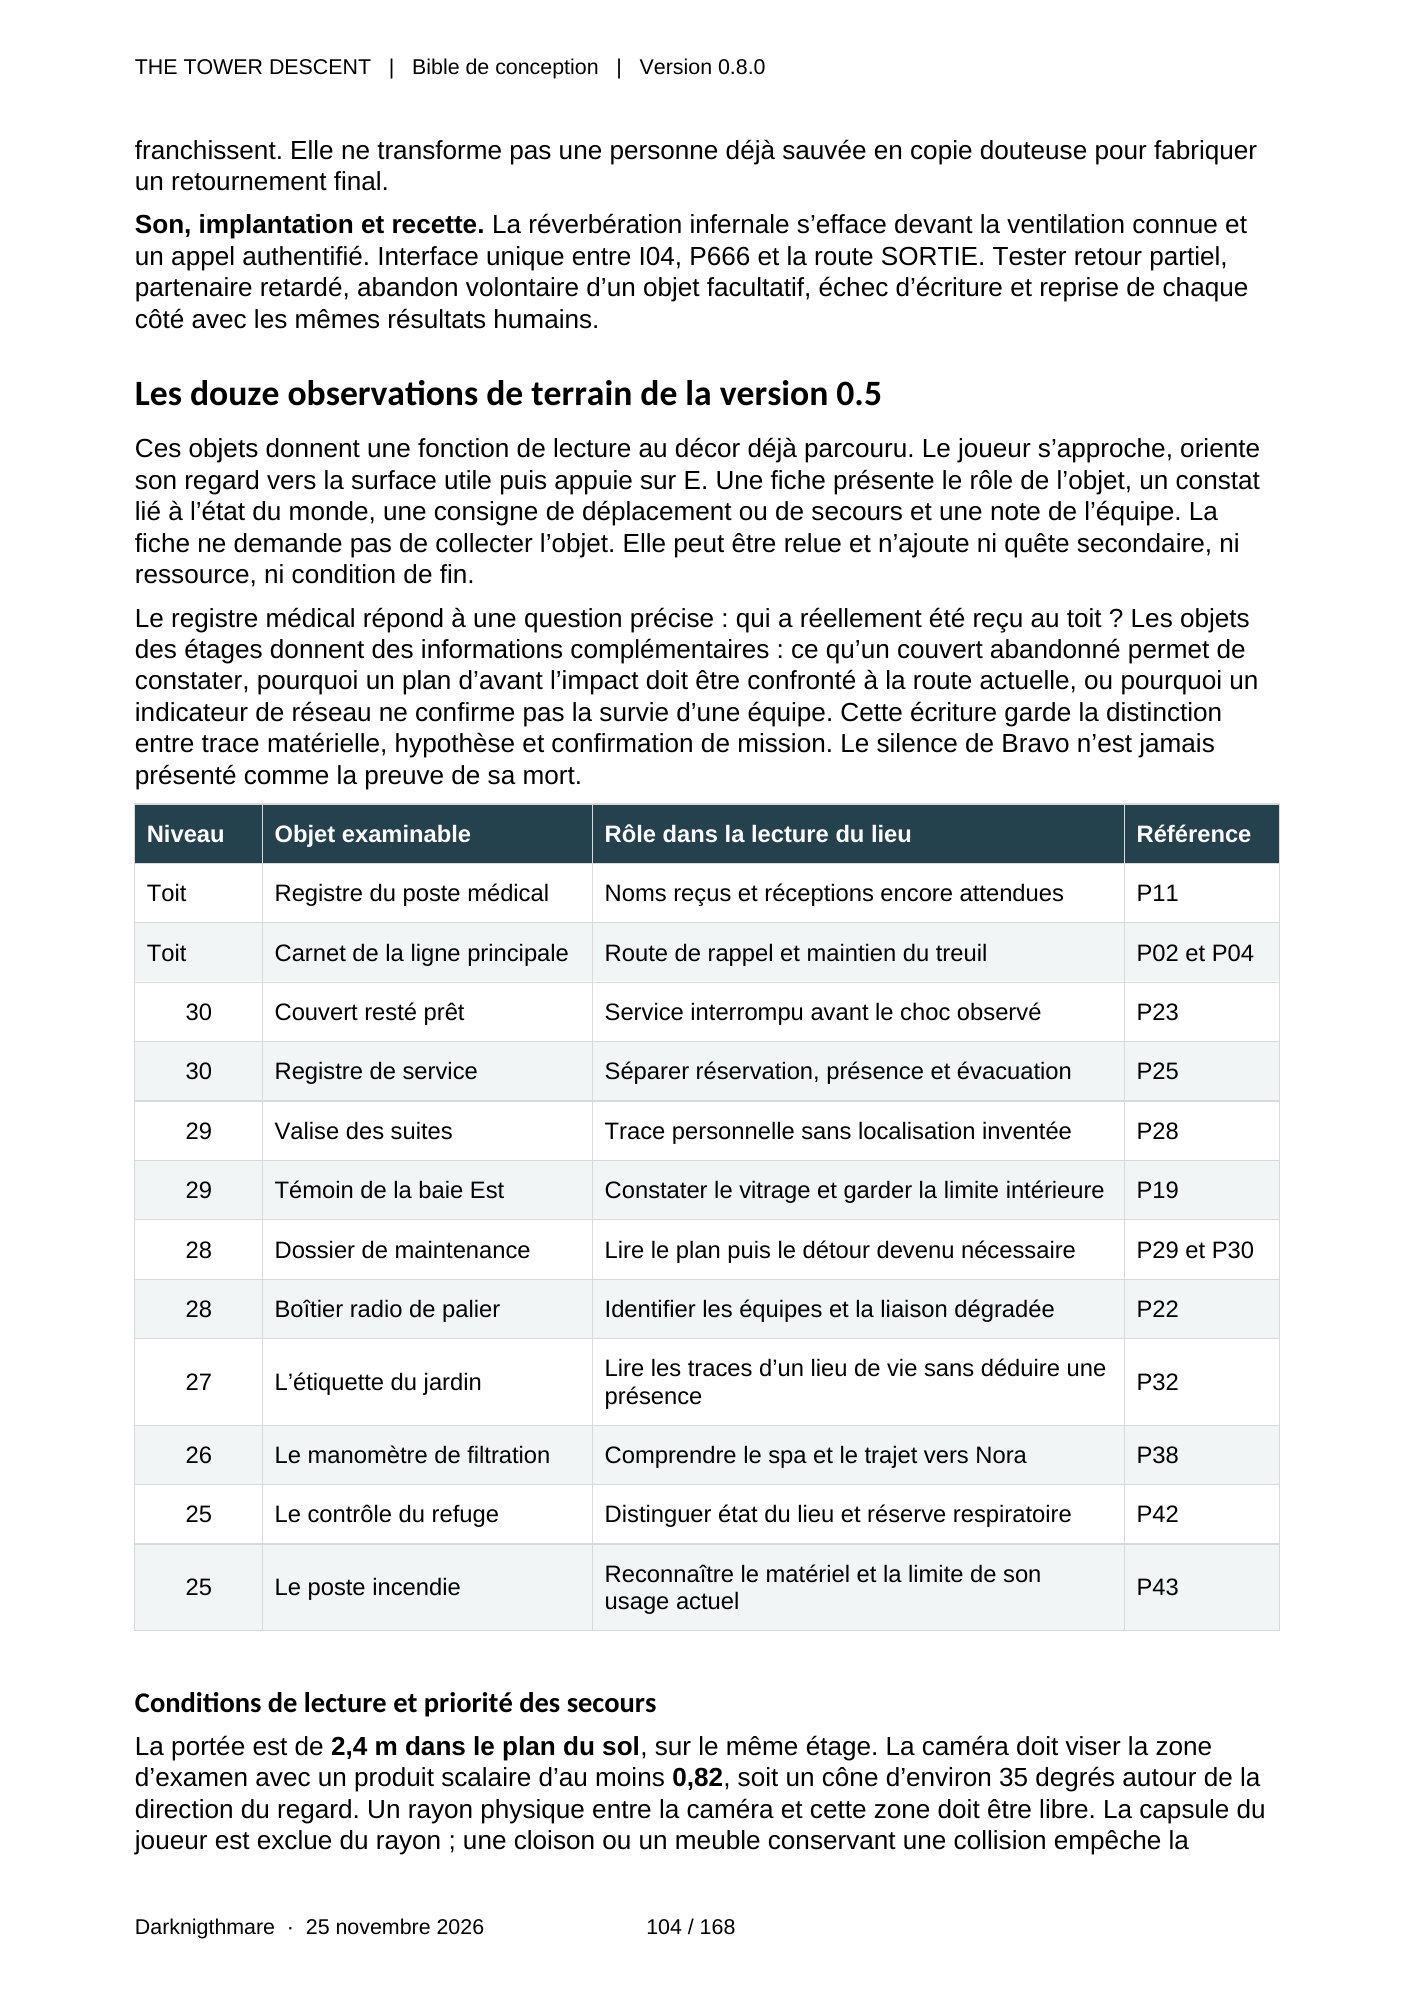 THE TOWER DESCENT | Bible de conception | Version 0.8.0
franchissent. Elle ne transforme pas une personne déjà sauvée en copie douteuse pour fabriquer
un retournement final.
Son, implantation et recette. La réverbération infernale s’efface devant la ventilation connue et
un appel authentifié. Interface unique entre I04, P666 et la route SORTIE. Tester retour partiel,
partenaire retardé, abandon volontaire d’un objet facultatif, échec d’écriture et reprise de chaque
côté avec les mêmes résultats humains.
Les douze observations de terrain de la version 0.5
Ces objets donnent une fonction de lecture au décor déjà parcouru. Le joueur s’approche, oriente
son regard vers la surface utile puis appuie sur E. Une fiche présente le rôle de l’objet, un constat
lié à l’état du monde, une consigne de déplacement ou de secours et une note de l’équipe. La
fiche ne demande pas de collecter l’objet. Elle peut être relue et n’ajoute ni quête secondaire, ni
ressource, ni condition de fin.
Le registre médical répond à une question précise : qui a réellement été reçu au toit ? Les objets
des étages donnent des informations complémentaires : ce qu’un couvert abandonné permet de
constater, pourquoi un plan d’avant l’impact doit être confronté à la route actuelle, ou pourquoi un
indicateur de réseau ne confirme pas la survie d’une équipe. Cette écriture garde la distinction
entre trace matérielle, hypothèse et confirmation de mission. Le silence de Bravo n’est jamais
présenté comme la preuve de sa mort.
Niveau Objet examinable Rôle dans la lecture du lieu Référence
Toit Registre du poste médical Noms reçus et réceptions encore attendues P11
Toit Carnet de la ligne principale Route de rappel et maintien du treuil P02 et P04
30 Couvert resté prêt Service interrompu avant le choc observé P23
30 Registre de service Séparer réservation, présence et évacuation P25
29 Valise des suites Trace personnelle sans localisation inventée P28
29 Témoin de la baie Est Constater le vitrage et garder la limite intérieure P19
28 Dossier de maintenance Lire le plan puis le détour devenu nécessaire P29 et P30
28 Boîtier radio de palier Identifier les équipes et la liaison dégradée P22
27 L’étiquette du jardin Lire les traces d’un lieu de vie sans déduire une
présence P32
26 Le manomètre de filtration Comprendre le spa et le trajet vers Nora P38
25 Le contrôle du refuge Distinguer état du lieu et réserve respiratoire P42
25 Le poste incendie Reconnaître le matériel et la limite de son
usage actuel P43
Conditions de lecture et priorité des secours
La portée est de 2,4 m dans le plan du sol, sur le même étage. La caméra doit viser la zone
d’examen avec un produit scalaire d’au moins 0,82, soit un cône d’environ 35 degrés autour de la
direction du regard. Un rayon physique entre la caméra et cette zone doit être libre. La capsule du
joueur est exclue du rayon ; une cloison ou un meuble conservant une collision empêche la
Darknigthmare · 25 novembre 2026 104 / 168